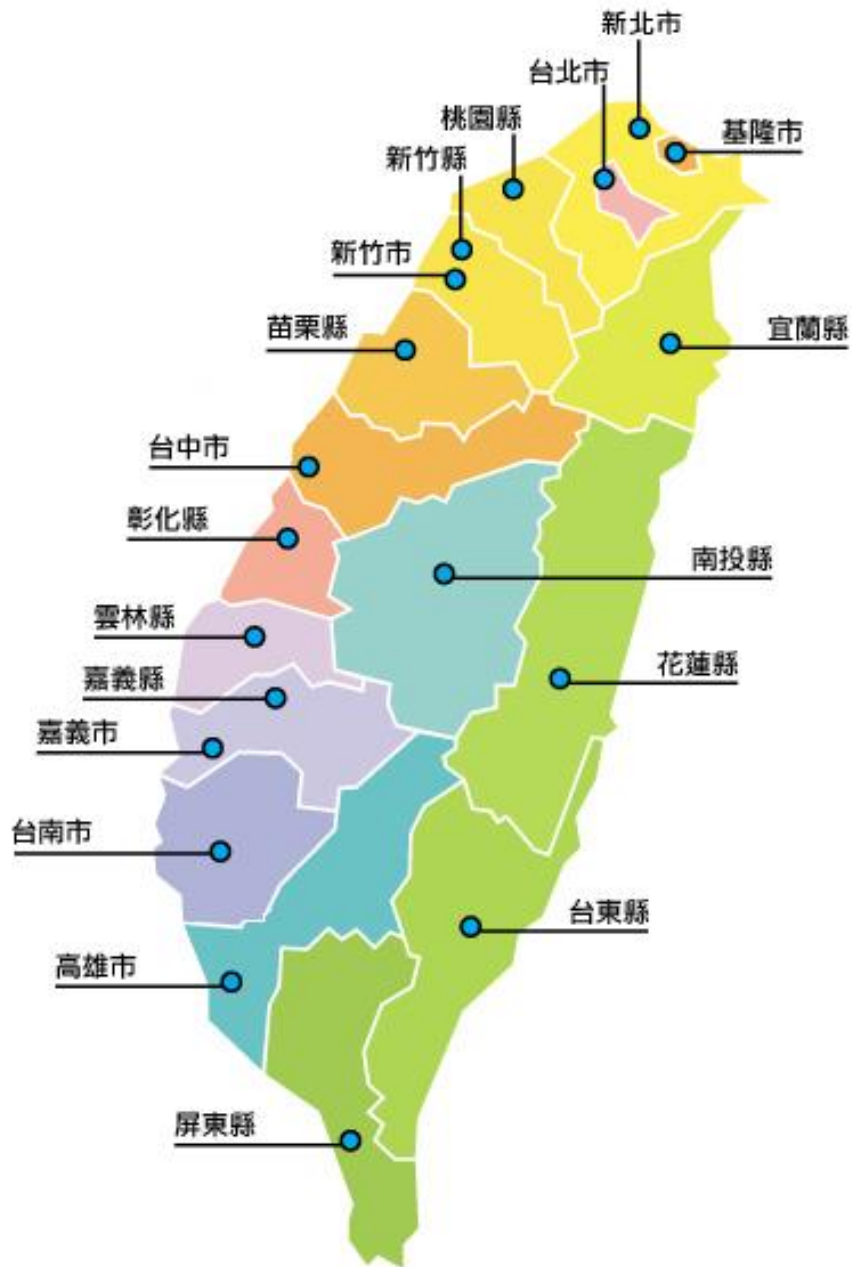 新北市
台北市
桃園縣
基隆市
新竹縣
新竹市
苗栗縣
宜蘭縣
台中市
彰化縣
南投縣
雲林縣
花蓮縣
嘉義縣
嘉義市
台南市
台東縣
高雄市
屏東縣